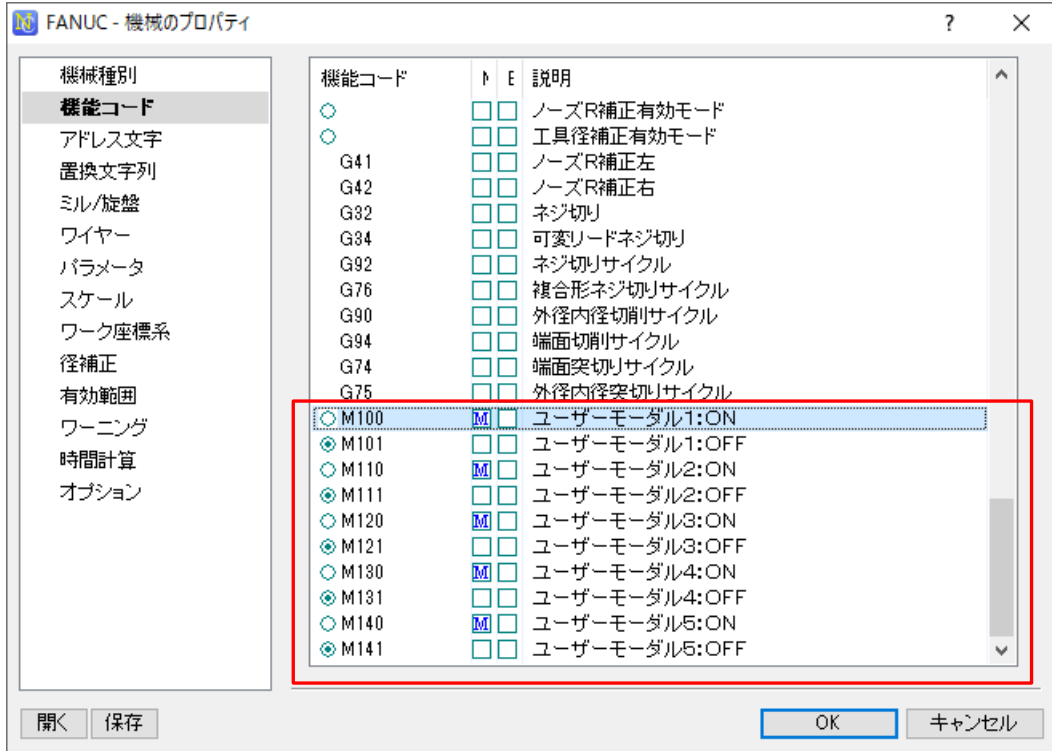 FANUC - 機械のプロパティ ? ×
機械種別
機能コード
アドレス文字
置換文字列
ミル/旋盤
ワイヤー
パラメータ
スケール
ワーク座標系
径補正
有効範囲
ワーニング
時間計算
オプション
機能コード E 説明
ノーズR補正有効モード
工具径補正有効モード
G41 ノーズR補正左
G42 ノーズR補正右
G32 ネジ切り
G34 可変リードネジ切り
G92 ネジ切りサイクル
G76 複合形ネジ切りサイクル
G90 外径内径切削サイクル
G94 端面切削サイクル
G74 端面突切りサイクル
G75 外径内径突切りサイクル
M100 M ユーザーモーダル1:ON
M101 ユーザーモーダル1:OFF
M110 M ユーザーモーダル2:ON
M111 ユーザーモーダル2:OFF
M120 M ユーザーモーダル3:ON
M121 ユーザーモーダル3:OFF
M130 M ユーザーモーダル4:ON
M131 ユーザーモーダル4:OFF
M140 M ユーザーモーダル5:ON
M141 ユーザーモーダル5:OFF
開く 保存 OK キャンセル